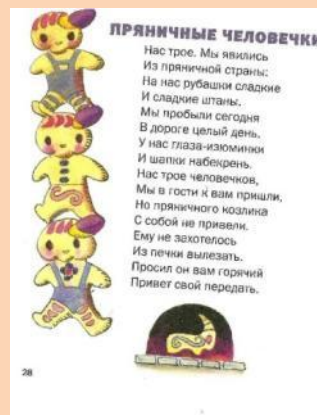 ПРЯНИЧНЫЕ ЧЕЛОВЕЧКИ
Нас трое. Мы явились
Из пряничной страны:
На нас рубашки сладкие
И сладкие штаны.
Мы пробыли сегодня
В дороге целый день.
У нас глаза-изюминки
И шапки набекрень.
Нас трое человечков,
Мы в гости к вам пришли,
Но пряничного козлика
С собой не привели.
Ему не захотелось
Из печки вылезать.
Просил он вам горячий
Привет свой передать.
28